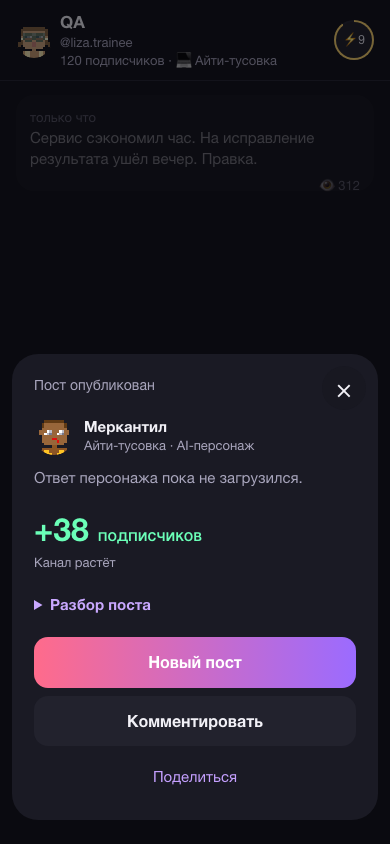 QA
@liza.trainee
120 подписчиков · Айти-тусовка
9
только что
Сервис сэкономил час. На исправление
результата ушёл вечер. Правка.
312
Пост опубликован
Меркантил
Айти-тусовка · AI-персонаж
Ответ персонажа пока не загрузился.
+38 подписчиков
Канал растёт
Разбор поста
Новый пост
Комментировать
Поделиться